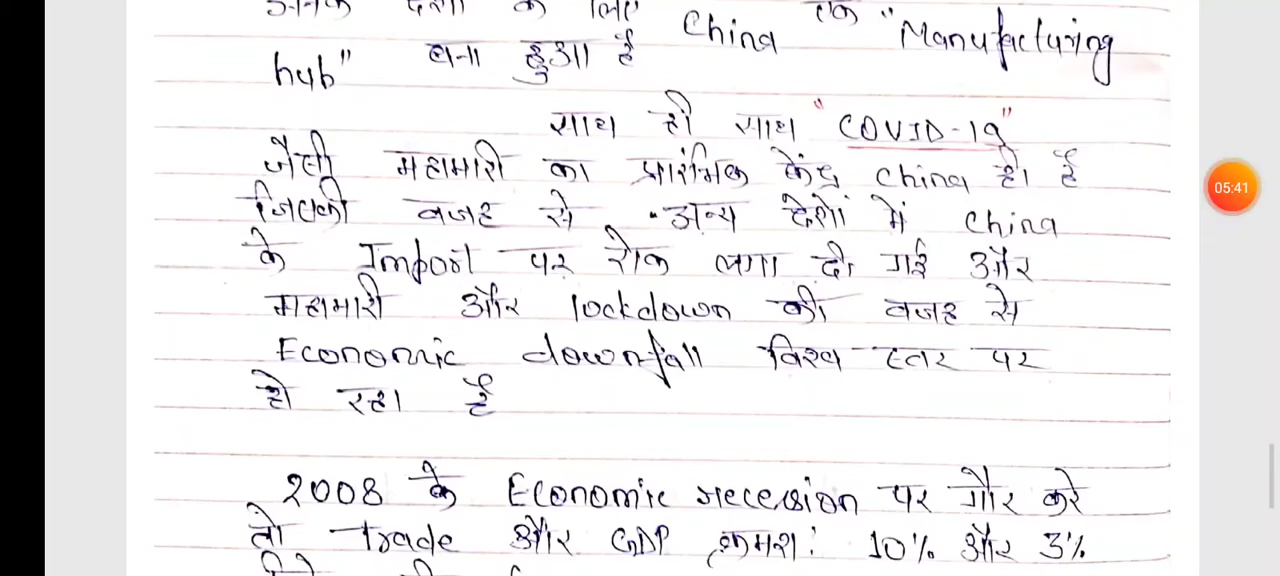 देशों के लिए China एक "Manufacturing
hub" बना हुआ है
साथ ही साथ "COVID-19"
जैसी महामारी का प्रारंभिक केंद्र China ही है
जिसकी वजह से अन्य देशों में China
के Import पर रोक लगा दी गई और
महामारी और lockdown की वजह से
Economic downfall विश्व स्तर पर
हो रहा है
2008 के Economic recession पर गौर करे
तो trade और GDP क्रमश: 10% और 3%
05:41